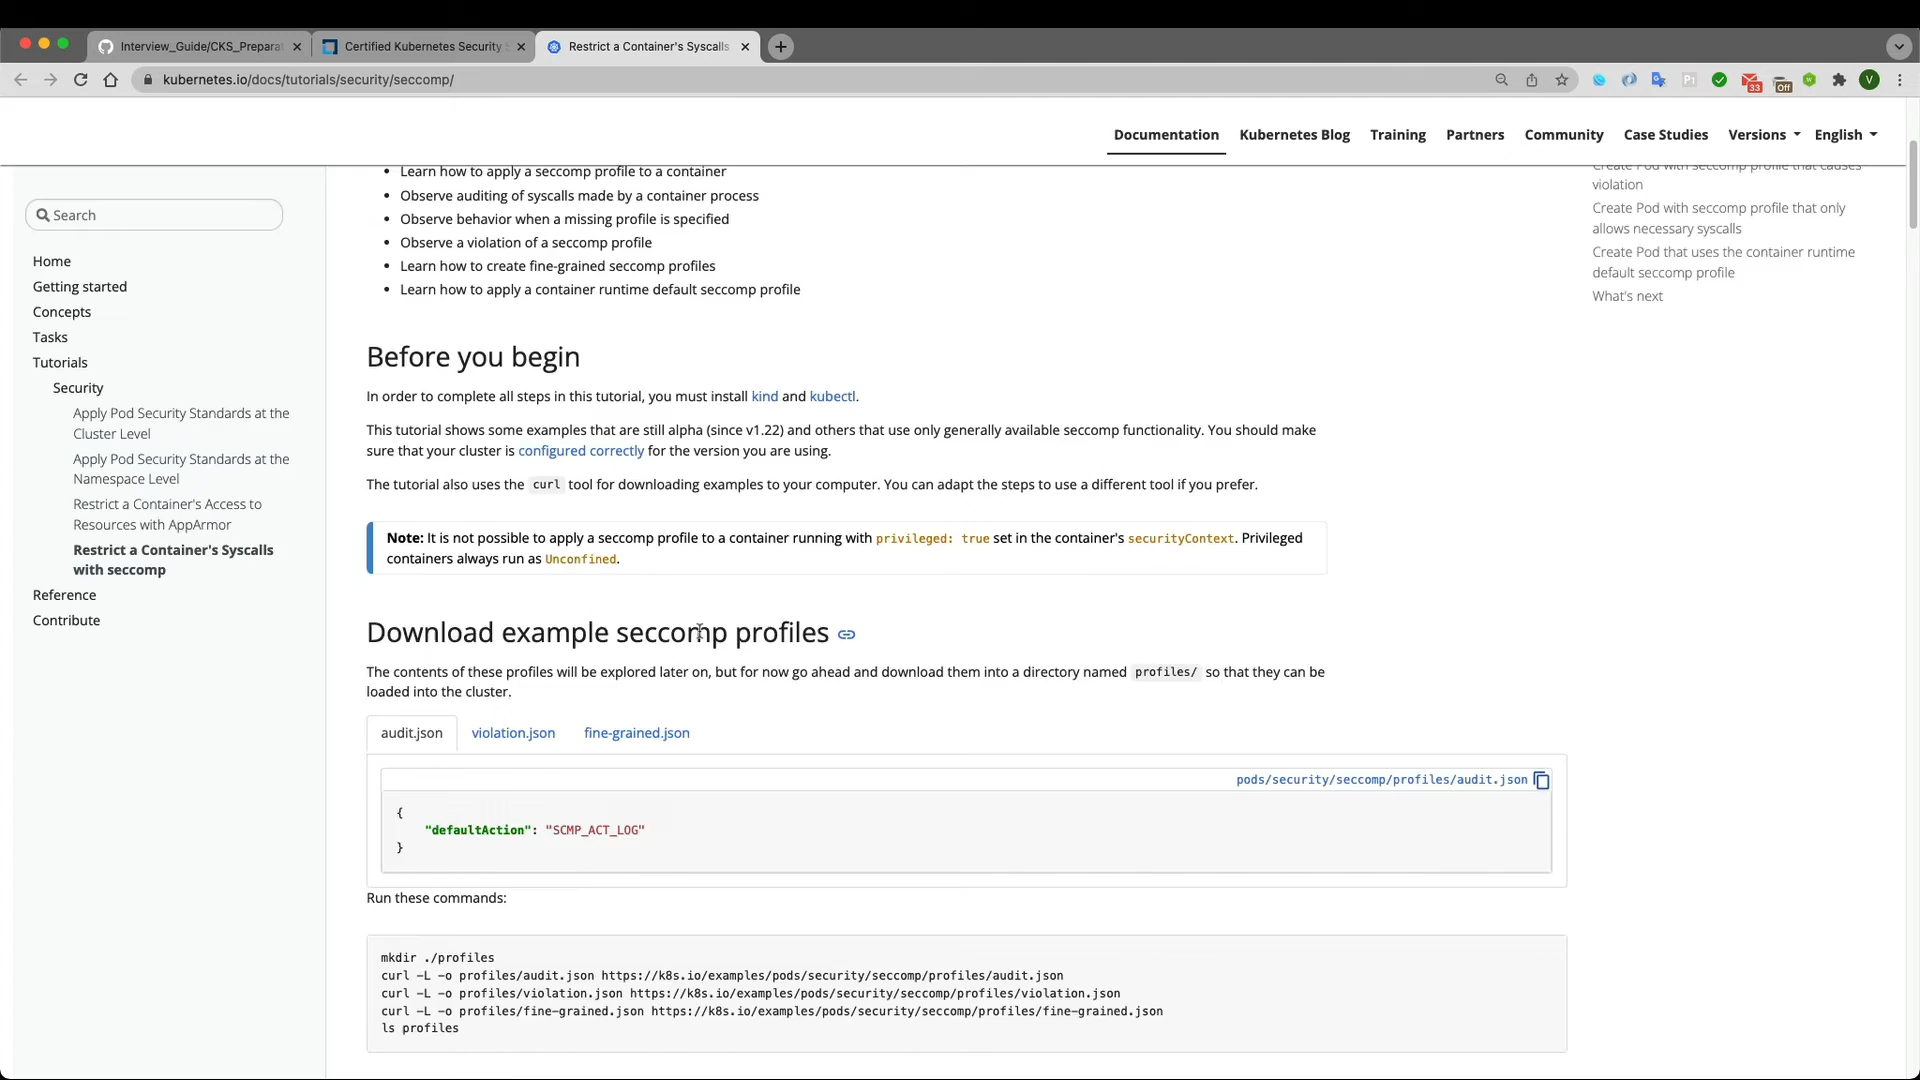 Interview_Guide/CKS_Prepara
Certified Kubernetes Security
Restrict a Container's Syscalls
kubernetes.io/docs/tutorials/security/seccomp/
33
Off
V
Documentation
Kubernetes Blog
Training
Partners
Community
Case Studies
Versions
English
Search
Home
Getting started
Concepts
Tasks
Tutorials
Security
Apply Pod Security Standards at the
Cluster Level
Apply Pod Security Standards at the
Namespace Level
Restrict a Container's Access to
Resources with AppArmor
Restrict a Container's Syscalls
with seccomp
Reference
Contribute
• Learn how to apply a seccomp profile to a container
• Observe auditing of syscalls made by a container process
• Observe behavior when a missing profile is specified
• Observe a violation of a seccomp profile
• Learn how to create fine-grained seccomp profiles
• Learn how to apply a container runtime default seccomp profile
Before you begin
In order to complete all steps in this tutorial, you must install kind and kubectl.
This tutorial shows some examples that are still alpha (since v1.22) and others that use only generally available seccomp functionality. You should make
sure that your cluster is configured correctly for the version you are using.
The tutorial also uses the curl tool for downloading examples to your computer. You can adapt the steps to use a different tool if you prefer.
Note: It is not possible to apply a seccomp profile to a container running with privileged: true set in the container's securityContext. Privileged
containers always run as Unconfined.
Download example seccomp profiles
The contents of these profiles will be explored later on, but for now go ahead and download them into a directory named profiles/ so that they can be
loaded into the cluster.
audit.json
violation.json
fine-grained.json
pods/security/seccomp/profiles/audit.json
{
"defaultAction": "SCMP_ACT_LOG"
}
Run these commands:
mkdir ./profiles
curl -L -o profiles/audit.json https://k8s.io/examples/pods/security/seccomp/profiles/audit.json
curl -L -o profiles/violation.json https://k8s.io/examples/pods/security/seccomp/profiles/violation.json
curl -L -o profiles/fine-grained.json https://k8s.io/examples/pods/security/seccomp/profiles/fine-grained.json
ls profiles
Create Pod with seccomp profile that causes
violation
Create Pod with seccomp profile that only
allows necessary syscalls
Create Pod that uses the container runtime
default seccomp profile
What's next